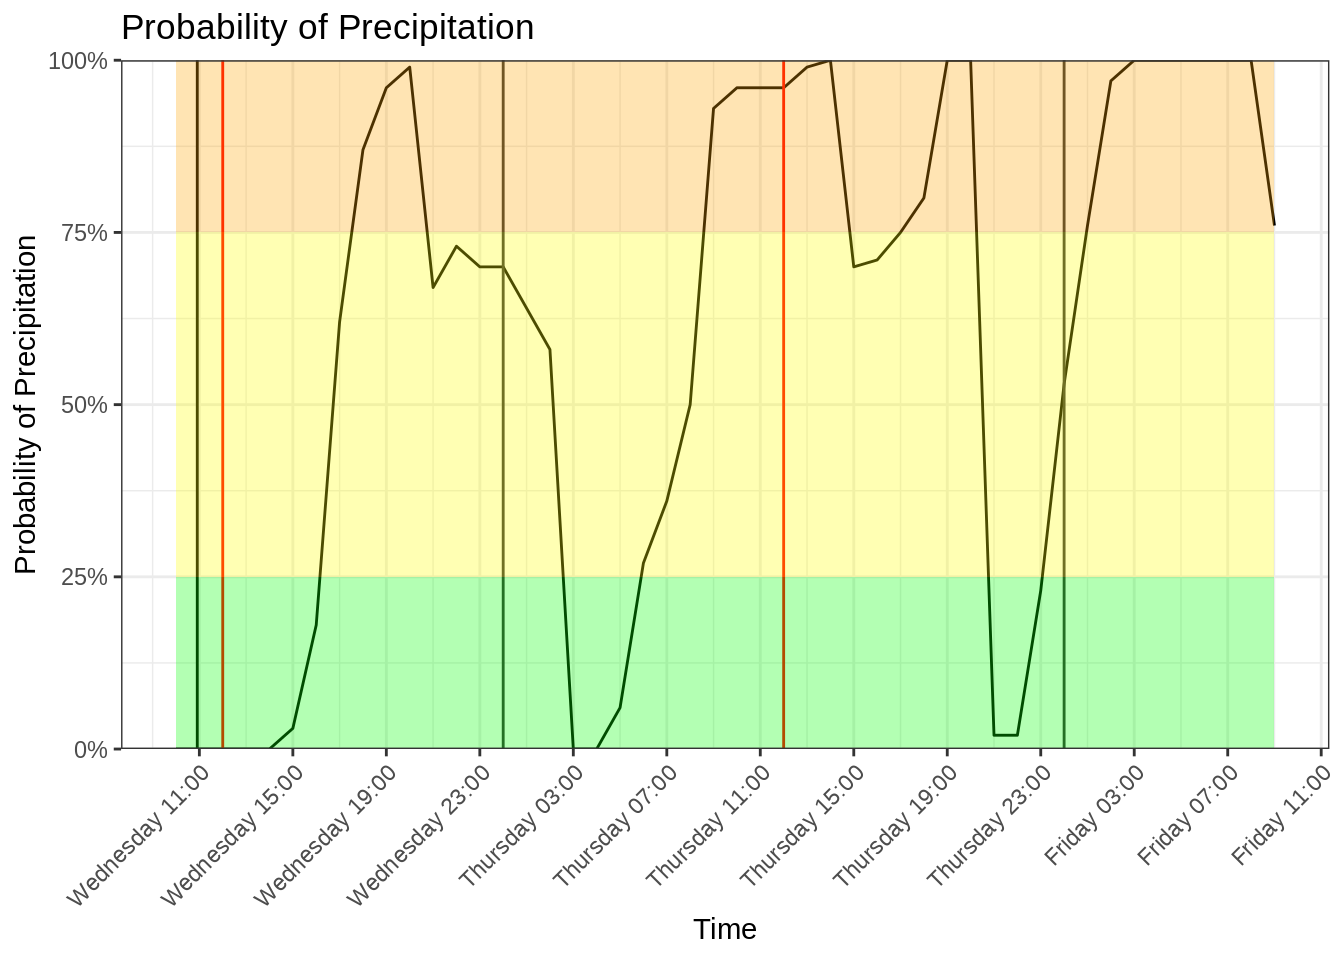 Probability of Precipitation
Probability of Precipitation
100%
75%
50%
25%
0%
Wednesday 11:00
Wednesday 15:00
Wednesday 19:00
Wednesday 23:00
Thursday 03:00
Thursday 07:00
Thursday 11:00
Thursday 15:00
Thursday 19:00
Thursday 23:00
Friday 03:00
Friday 07:00
Friday 11:00
Time